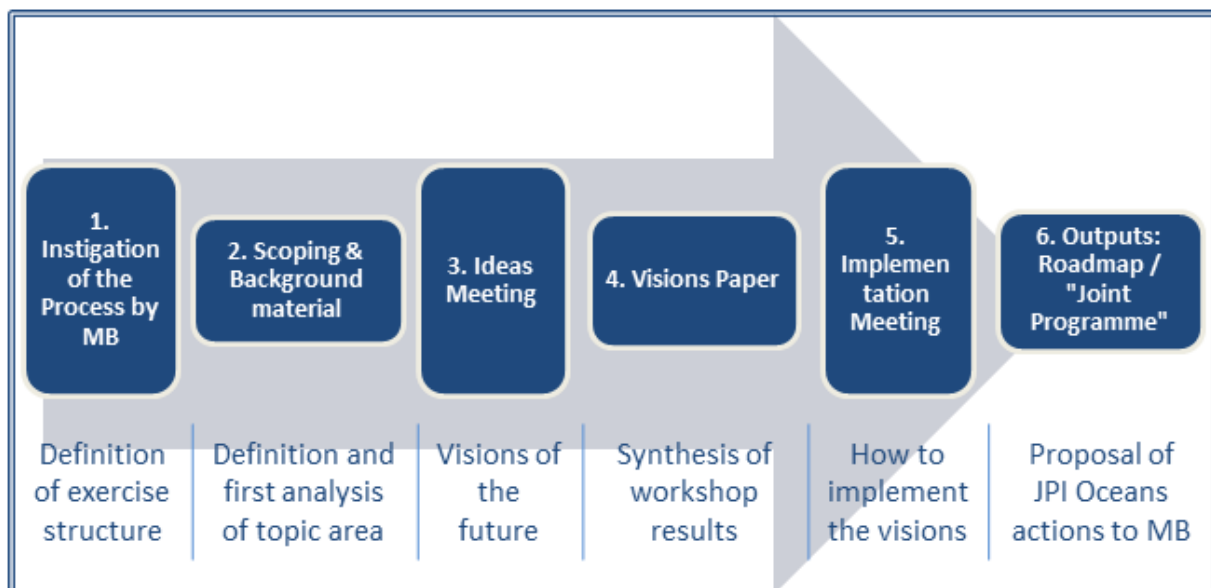 1.
Instigation
of the
Process by
MB
2. Scoping &
Background
material
3. Ideas
Meeting
4. Visions Paper
5.
Implemen
tation
Meeting
6. Outputs:
Roadmap /
"Joint
Programme"
Definition
of exercise
structure
Definition and
first analysis
of topic area
Visions of
the
future
Synthesis of
workshop
results
How to
implement
the visions
Proposal of
JPI Oceans
actions to MB